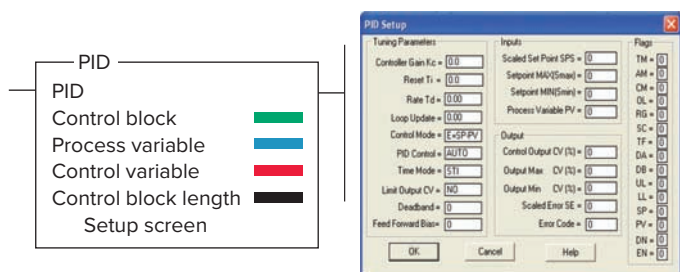 PID
PID
Control block
Process variable
Control variable
Control block length
Setup screen
PID Setup
Tuning Parameters
Controller Gain Kc = 0.0
Reset Ti = 0.0
Rate Td = 0.00
Loop Update = 0.00
Control Mode = E=SP-PV
PID Control = AUTO
Time Mode = STI
Limit Output CV = NO
Deadband = 0
Feed Forward Bias= 0
Inputs
Scaled Set Point SPS = 0
Setpoint MAX(Smax) = 0
Setpoint MIN(Smin) = 0
Process Variable PV = 0
Output
Control Output CV (%) = 0
Output Max CV (%) = 0
Output Min CV (%) = 0
Scaled Error SE = 0
Error Code = 0
Flags
TM = 0
AM = 0
CM = 0
OL = 0
RG = 0
SC = 0
TF = 0
DA = 0
DB = 0
UL = 0
LL = 0
SP = 0
PV = 0
DN = 0
EN = 0
OK Cancel Help